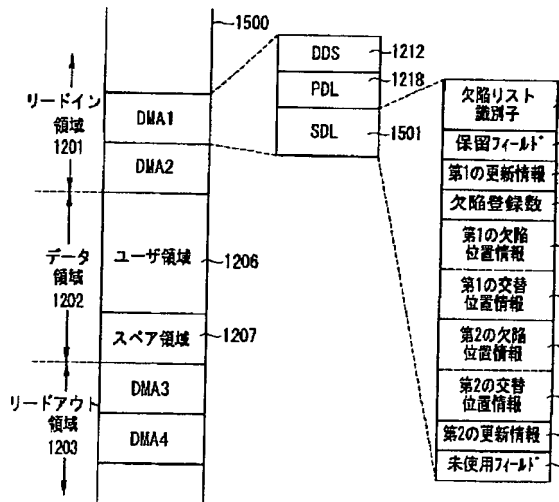 1500
リードイン
領域
1201
DMA1
DMA2
データ
領域
1202
ユーザ領域
1206
スペア領域
1207
リードアウト
領域
1203
DMA3
DMA4
DDS
1212
PDL
1218
SDL
1501
欠陥リスト
識別子
保留フィールド
第1の更新情報
欠陥登録数
第1の欠陥
位置情報
第1の交替
位置情報
第2の欠陥
位置情報
第2の交替
位置情報
第2の更新情報
未使用フィールド